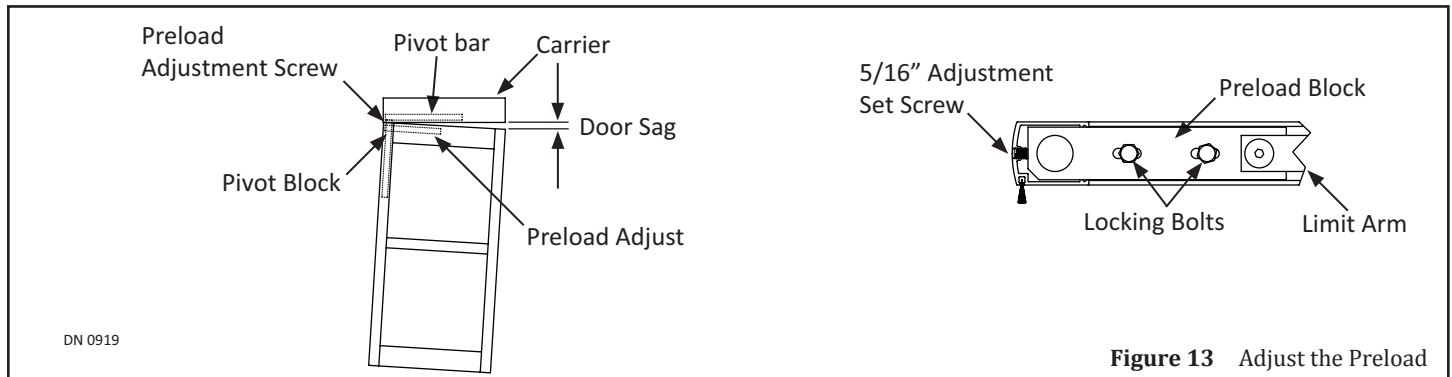 Preload
Adjustment Screw
Pivot bar
Carrier
Door Sag
Pivot Block
Preload Adjust
DN 0919
5/16” Adjustment
Set Screw
Preload Block
Locking Bolts
Limit Arm
Figure 13 Adjust the Preload